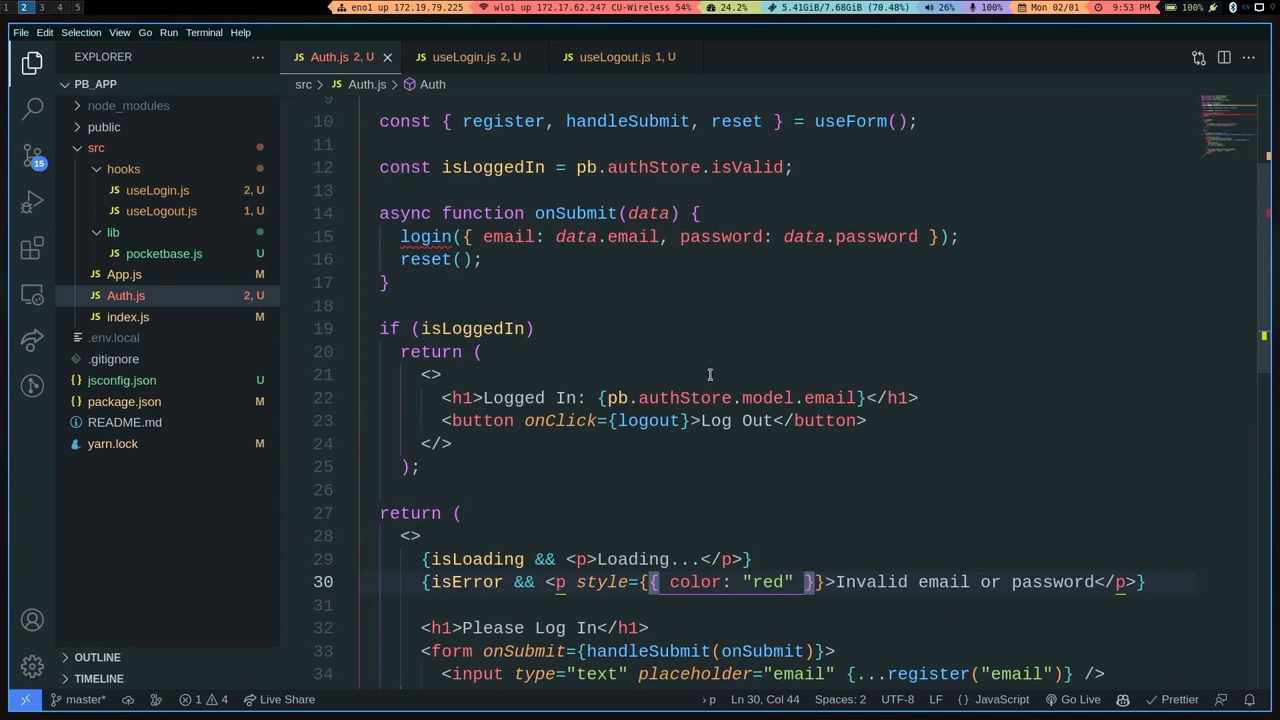 1 2 3 4 5 eno1 up 172.19.79.225 wlo1 up 172.17.62.247 CU-Wireless 54% 24.2% 5.41GiB/7.68GiB (70.48%) 26% 100% Mon 02/01 9:53 PM 100% EN
File Edit Selection View Go Run Terminal Help
EXPLORER
PB_APP
node_modules
public
src
hooks
JS useLogin.js 2, U
JS useLogout.js 1, U
lib
JS pocketbase.js U
JS App.js M
JS Auth.js 2, U
JS index.js M
.env.local
.gitignore
{} jsconfig.json U
{} package.json M
README.md
yarn.lock M
OUTLINE
TIMELINE
15
JS Auth.js 2, U JS useLogin.js 2, U JS useLogout.js 1, U
src > JS Auth.js > Auth
9
10 const { register, handleSubmit, reset } = useForm();
11
12 const isLoggedIn = pb.authStore.isValid;
13
14 async function onSubmit(data) {
15 login({ email: data.email, password: data.password });
16 reset();
17 }
18
19 if (isLoggedIn)
20 return (
21 <>
22 <h1>Logged In: {pb.authStore.model.email}</h1>
23 <button onClick={logout}>Log Out</button>
24 </>
25 );
26
27 return (
28 <>
29 {isLoading && <p>Loading...</p>}
30 {isError && <p style={{ color: "red" }}>Invalid email or password</p>}
31
32 <h1>Please Log In</h1>
33 <form onSubmit={handleSubmit(onSubmit)}>
34 <input type="text" placeholder="email" {...register("email")} />
master* 1 4 Live Share > p Ln 30, Col 44 Spaces: 2 UTF-8 LF {} JavaScript Go Live Prettier